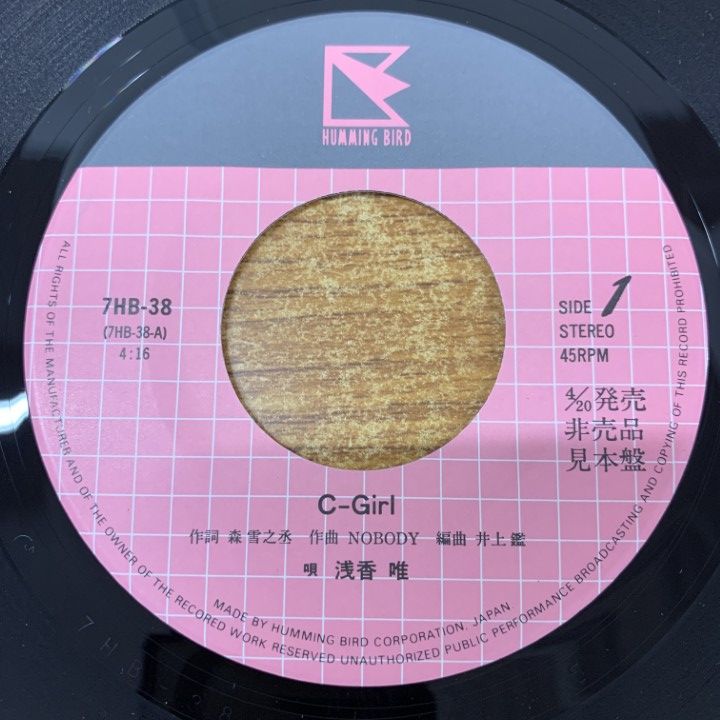 HUMMING BIRD
7HB-38
(7HB-38-A)
4:16
SIDE 1
STEREO
45RPM
4/20発売
非売品
見本盤
C-Girl
作詞 森 雪之丞 作曲 NOBODY 編曲 井上 鑑
唄 浅香 唯
MADE BY HUMMING BIRD CORPORATION, JAPAN.
ALL RIGHTS OF THE MANUFACTURER AND OF THE OWNER OF THE RECORDED WORK RESERVED UNAUTHORIZED PUBLIC PERFORMANCE BROADCASTING AND COPYING OF THIS RECORD PROHIBITED